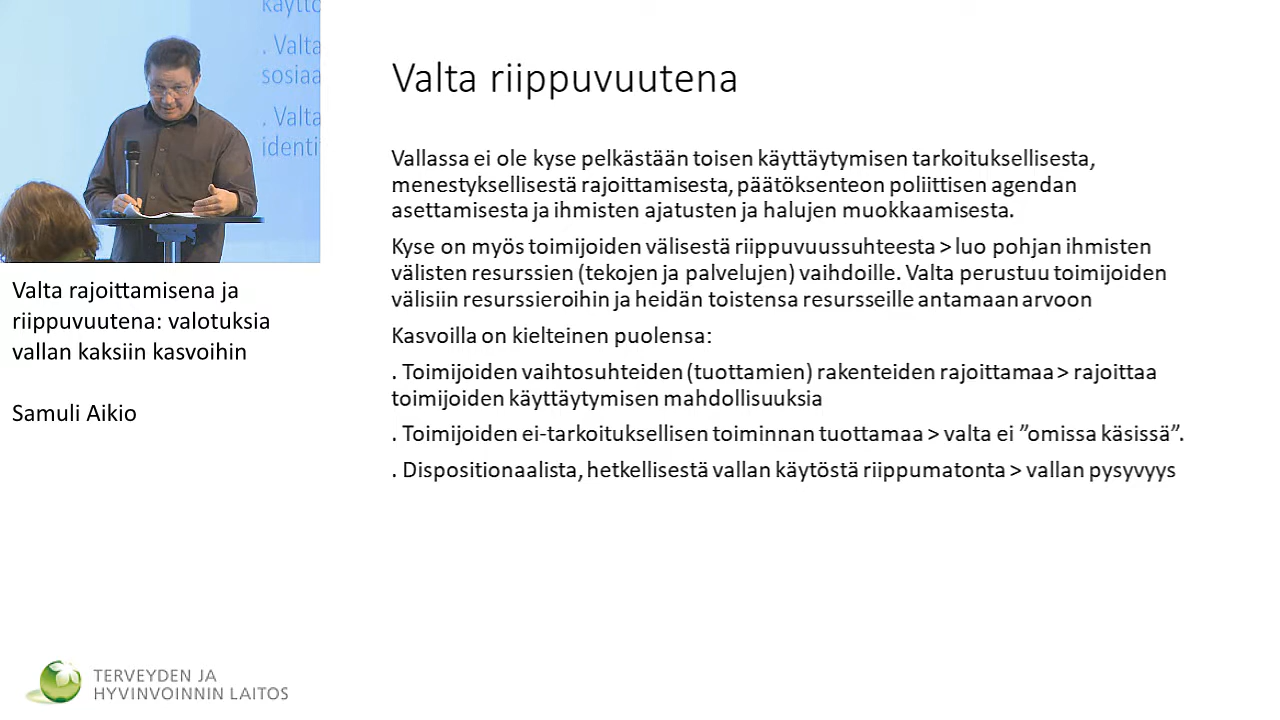 käyttö
. Valta
sosiaa
. Valta
identi
Valta rajoittamisena ja
riippuvuutena: valotuksia
vallan kaksiin kasvoihin
Samuli Aikio
Valta riippuvuutena
Vallassa ei ole kyse pelkästään toisen käyttäytymisen tarkoituksellisesta,
menestyksellisestä rajoittamisesta, päätöksenteon poliittisen agendan
asettamisesta ja ihmisten ajatusten ja halujen muokkaamisesta.
Kyse on myös toimijoiden välisestä riippuvuussuhteesta > luo pohjan ihmisten
välisten resurssien (tekojen ja palvelujen) vaihdoille. Valta perustuu toimijoiden
välisiin resurssieroihin ja heidän toistensa resursseille antamaan arvoon
Kasvoilla on kielteinen puolensa:
. Toimijoiden vaihtosuhteiden (tuottamien) rakenteiden rajoittamaa > rajoittaa
toimijoiden käyttäytymisen mahdollisuuksia
. Toimijoiden ei-tarkoituksellisen toiminnan tuottamaa > valta ei ”omissa käsissä”.
. Dispositionaalista, hetkellisestä vallan käytöstä riippumatonta > vallan pysyvyys
TERVEYDEN JA
HYVINVOINNIN LAITOS